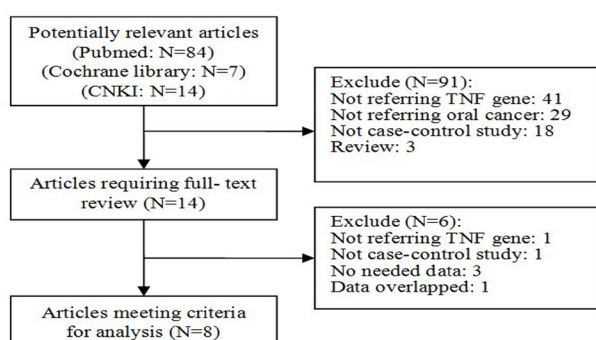 Potentially relevant articles
(Pubmed: N=84)
(Cochrane library: N=7)
(CNKI: N=14)
Exclude (N=91):
Not referring TNF gene: 41
Not referring oral cancer: 29
Not case-control study: 18
Review: 3
Articles requiring full- text
review (N=14)
Exclude (N=6):
Not referring TNF gene: 1
Not case-control study: 1
No needed data: 3
Data overlapped: 1
Articles meeting criteria
for analysis (N=8)